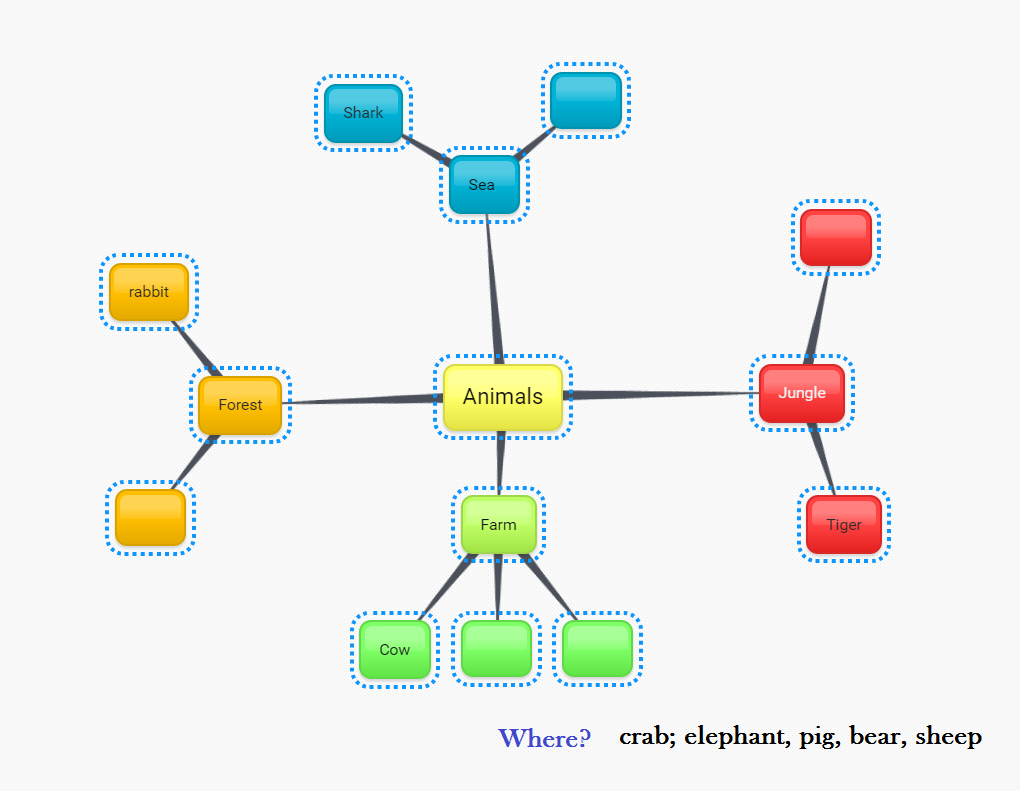 Shark
Sea
rabbit
Forest
Animals
Jungle
Farm
Tiger
Cow
Where? crab; elephant, pig, bear, sheep